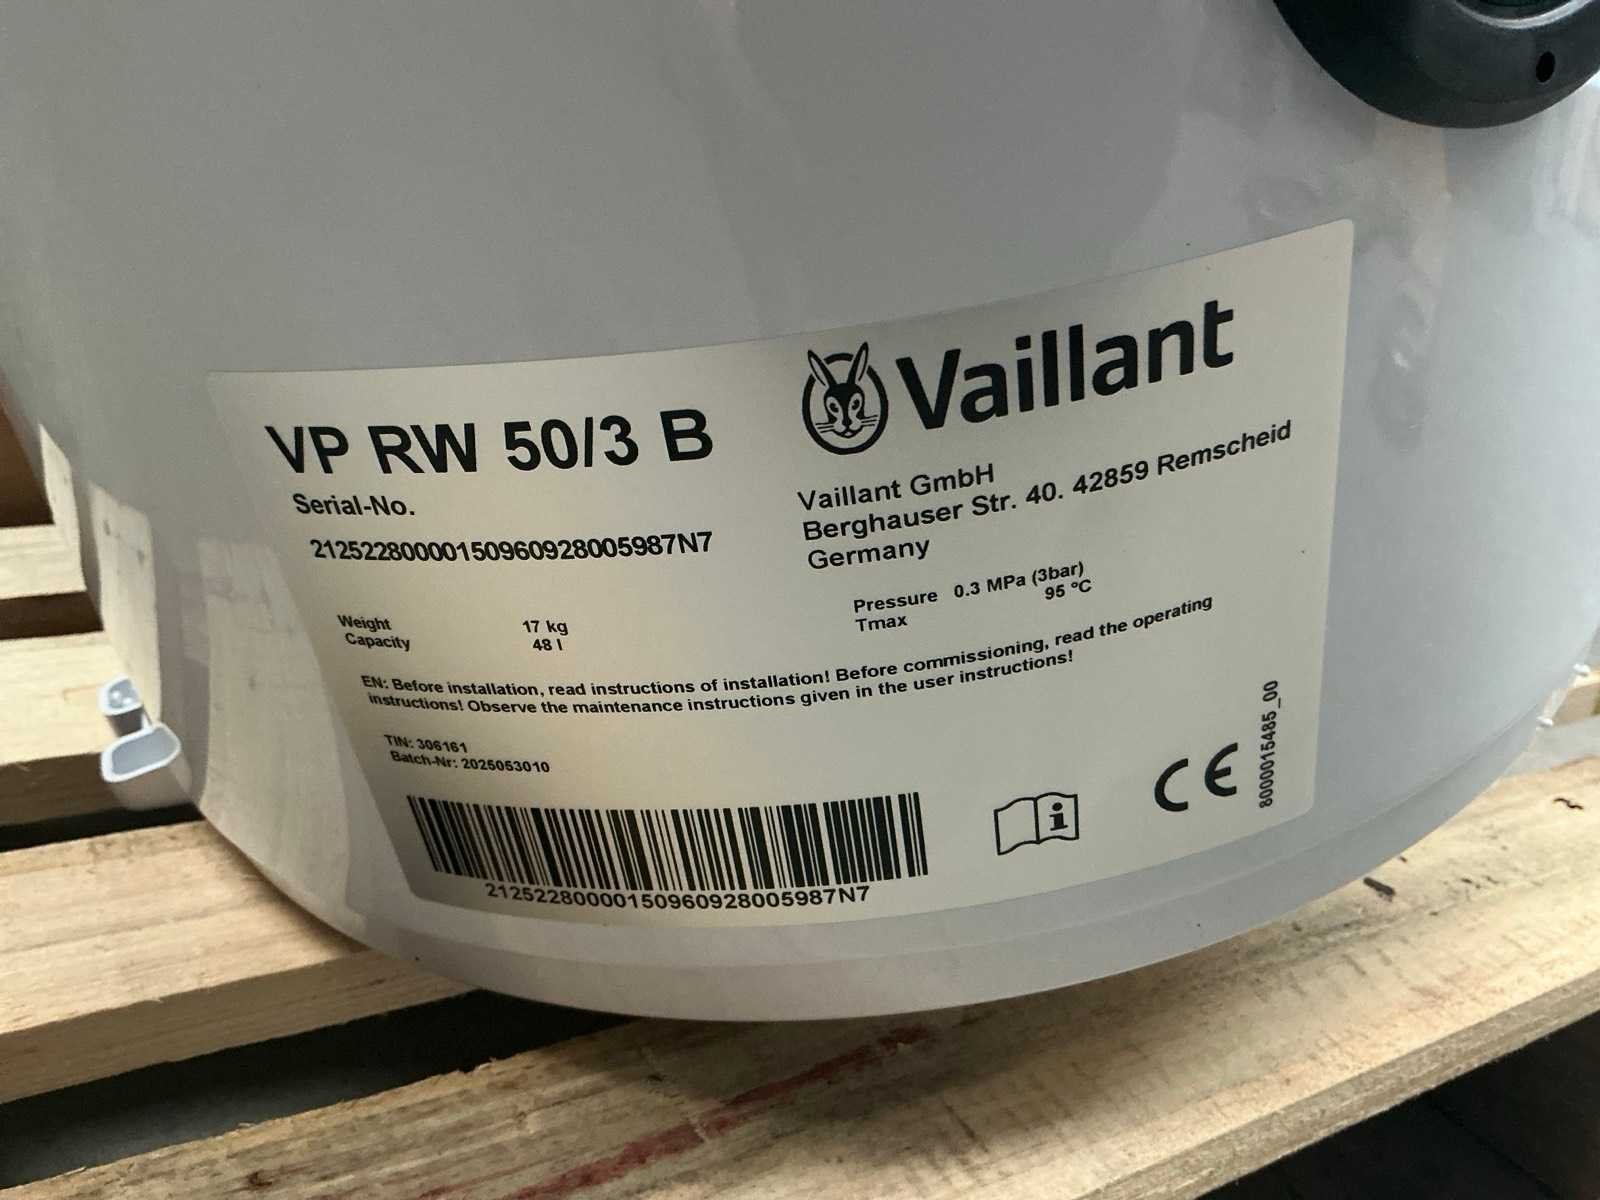 VP RW 50/3 B
Serial-No.
21252280000150960928005987N7
Vaillant
Vaillant GmbH
Berghauser Str. 40. 42859 Remscheid
Germany
Weight 17 kg
Capacity 48 l
Pressure 0.3 MPa (3bar)
Tmax 95 °C
EN: Before installation, read instructions of installation! Before commissioning, read the operating
instructions! Observe the maintenance instructions given in the user instructions!
TIN: 306161
Batch-Nr: 2025053010
21252280000150960928005987N7
i
CE
8000015485_00